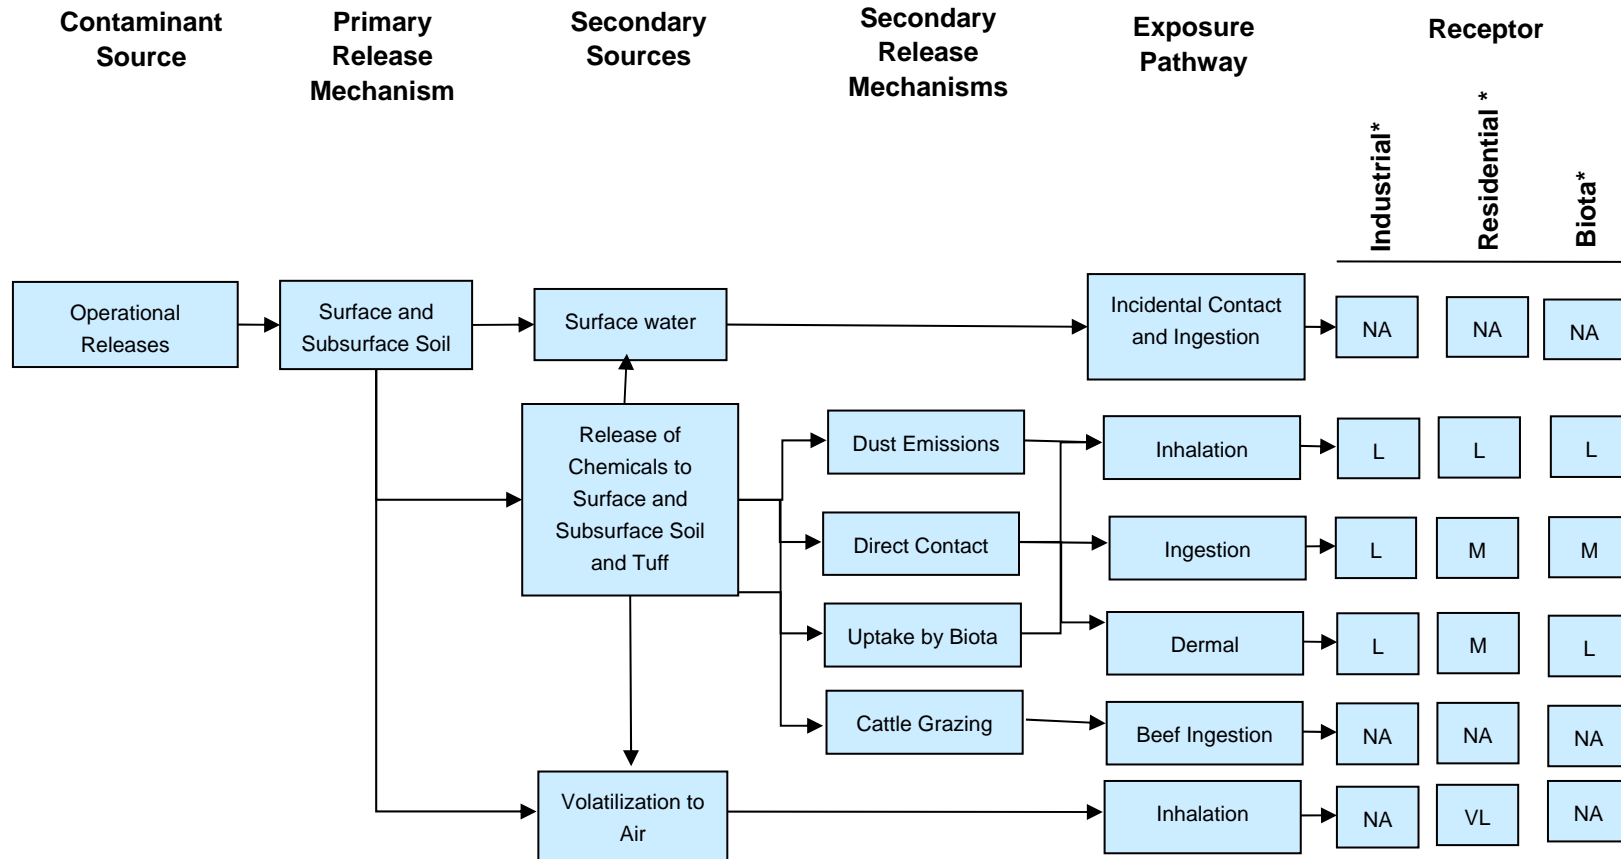 Contaminant
Source
Primary
Release
Mechanism
Secondary
Sources
Secondary
Release
Mechanisms
Exposure
Pathway
Receptor
Industrial*
Residential *
Biota*
Operational
Releases
Surface and
Subsurface Soil
Surface water
Incidental Contact
and Ingestion
NA
NA
NA
Release of
Chemicals to
Surface and
Subsurface Soil
and Tuff
Dust Emissions
Inhalation
L
L
L
Direct Contact
Ingestion
L
M
M
Uptake by Biota
Dermal
L
M
L
Cattle Grazing
Beef Ingestion
NA
NA
NA
Volatilization to
Air
Inhalation
NA
VL
NA